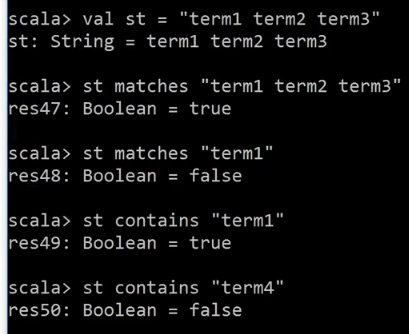 scala> val st = "term1 term2 term3"
st: String = term1 term2 term3
scala> st matches "term1 term2 term3"
res47: Boolean = true
scala> st matches "term1"
res48: Boolean = false
scala> st contains "term1"
res49: Boolean = true
scala> st contains "term4"
res50: Boolean = false